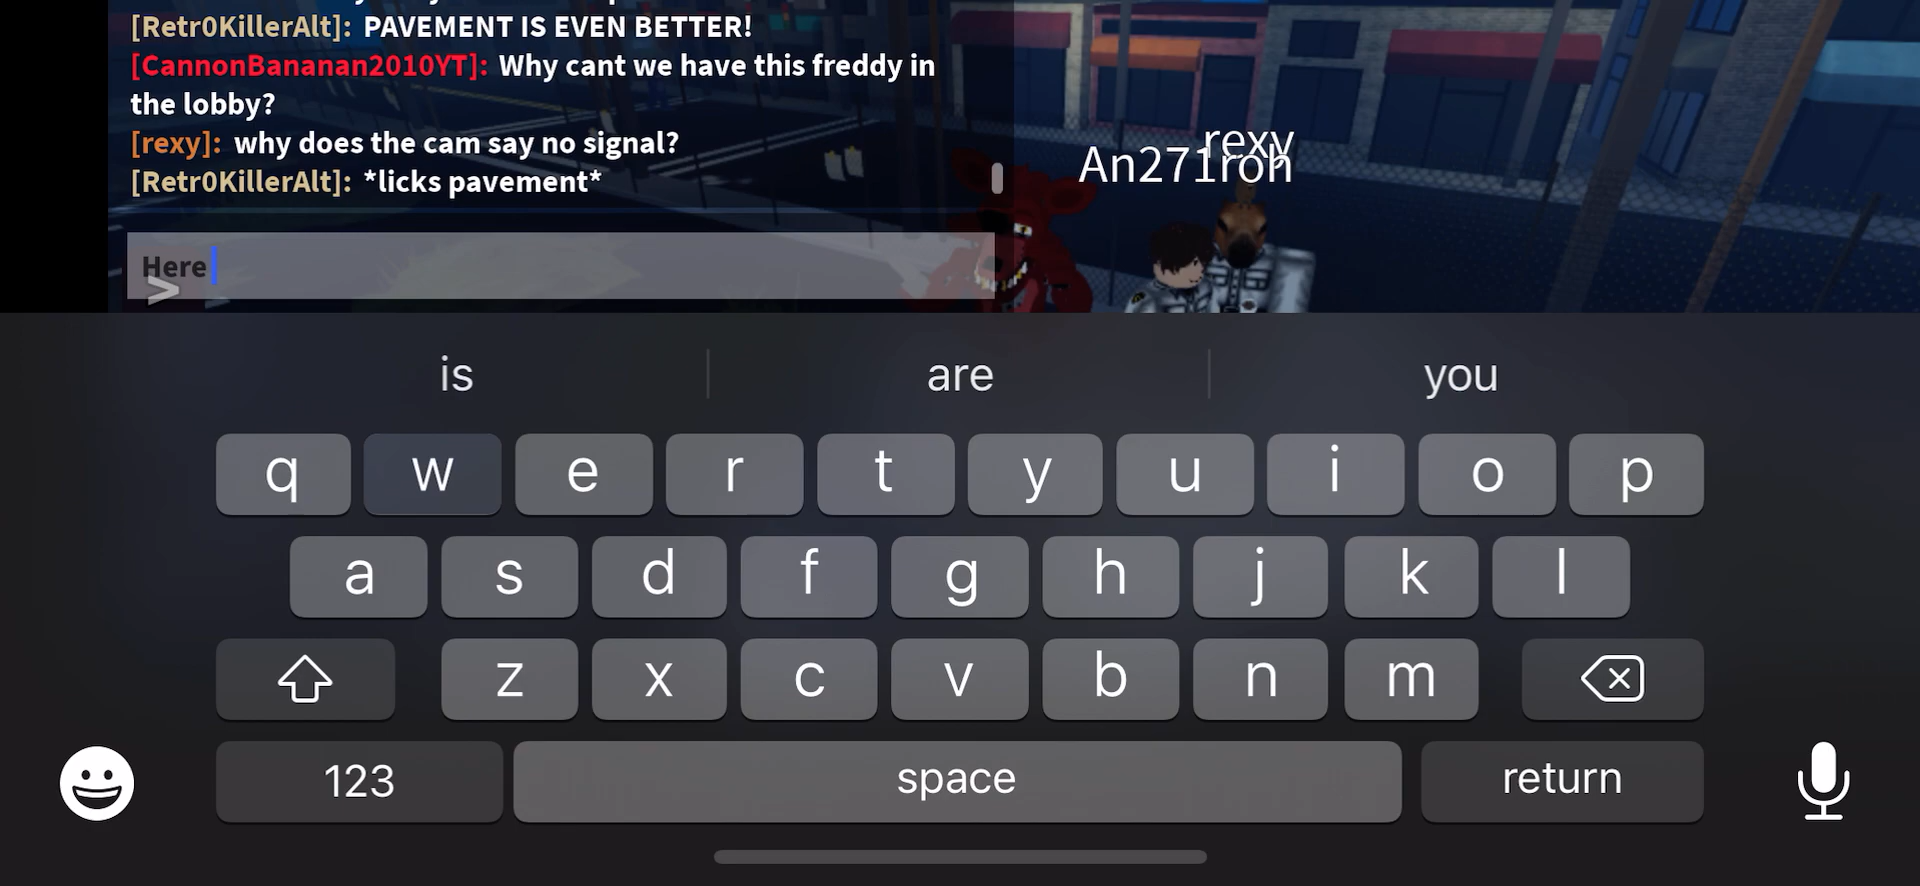 [Retr0KillerAlt]: PAVEMENT IS EVEN BETTER!
[CannonBananan2010YT]: Why cant we have this freddy in
the lobby?
[rexy]: why does the cam say no signal?
[Retr0KillerAlt]: *licks pavement*
rexy
An271roh
Here
>
is are you
q w e r t y u i o p
a s d f g h j k l
z x c v b n m
123 space return